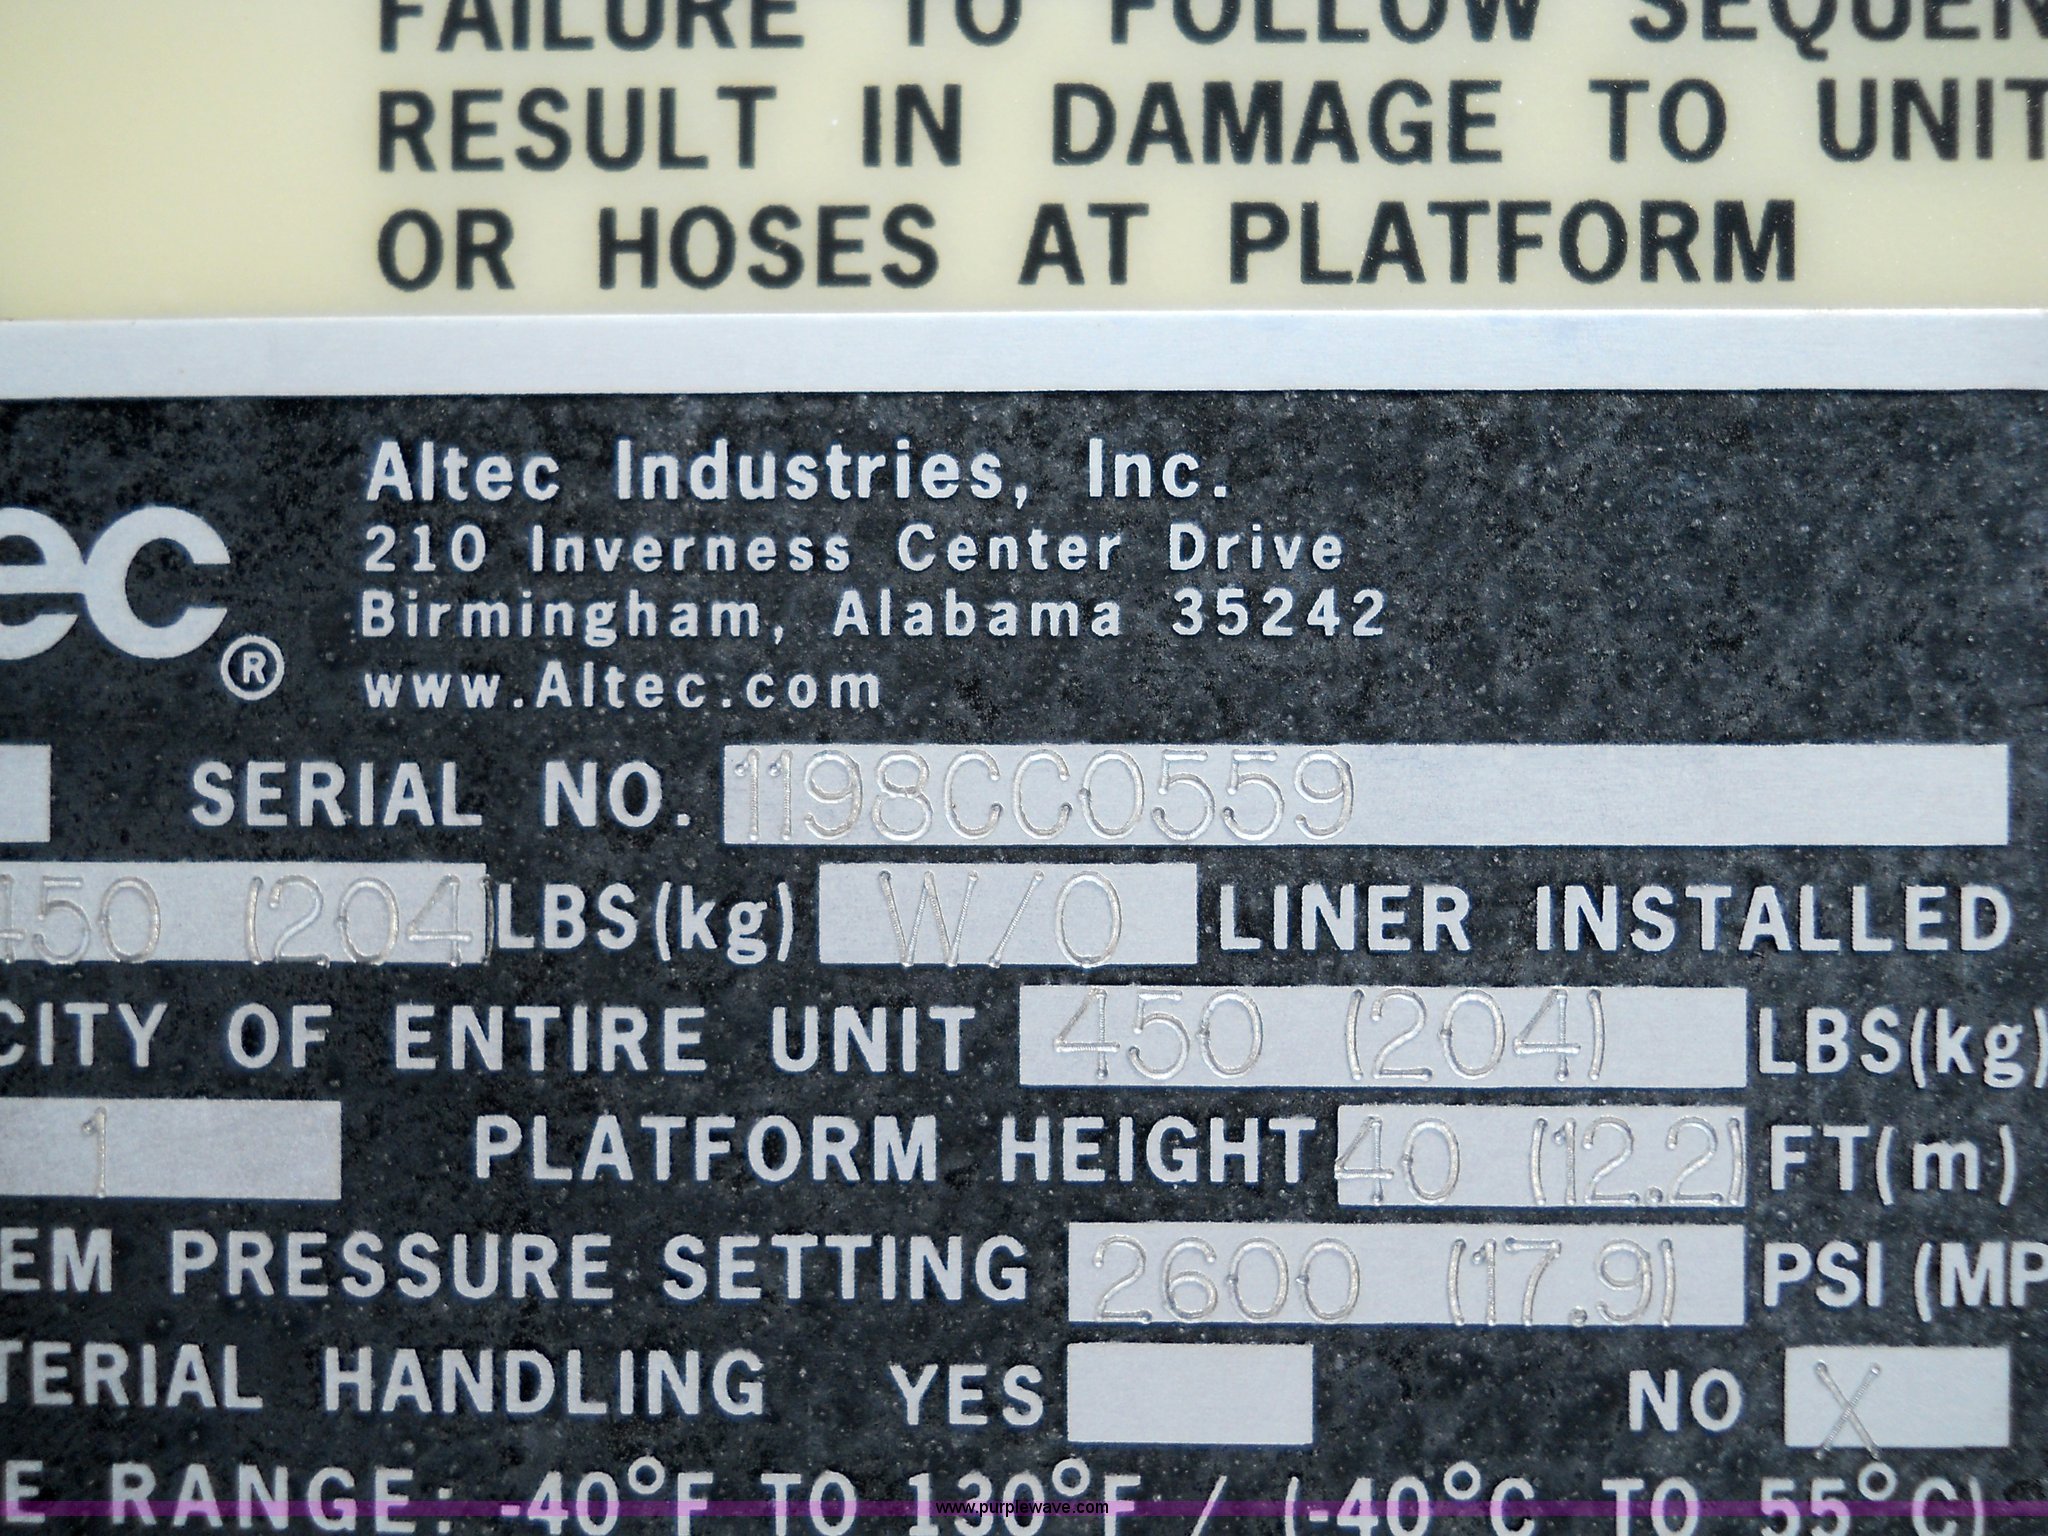 FAILURE TO FOLLOW SEQUEN
RESULT IN DAMAGE TO UNIT
OR HOSES AT PLATFORM
Altec Industries, Inc.
210 Inverness Center Drive
Birmingham, Alabama 35242
www.Altec.com
ec®
SERIAL NO. 1198CC0559
450 (204) LBS(kg) W/O LINER INSTALLED
CITY OF ENTIRE UNIT 450 (204) LBS(kg)
1 PLATFORM HEIGHT 40 (12.2) FT(m)
EM PRESSURE SETTING 2600 (17.9) PSI (MP
TERIAL HANDLING YES NO X
E RANGE: -40°F TO 130°F / (-40°C TO 55°C)
www.purplewave.com